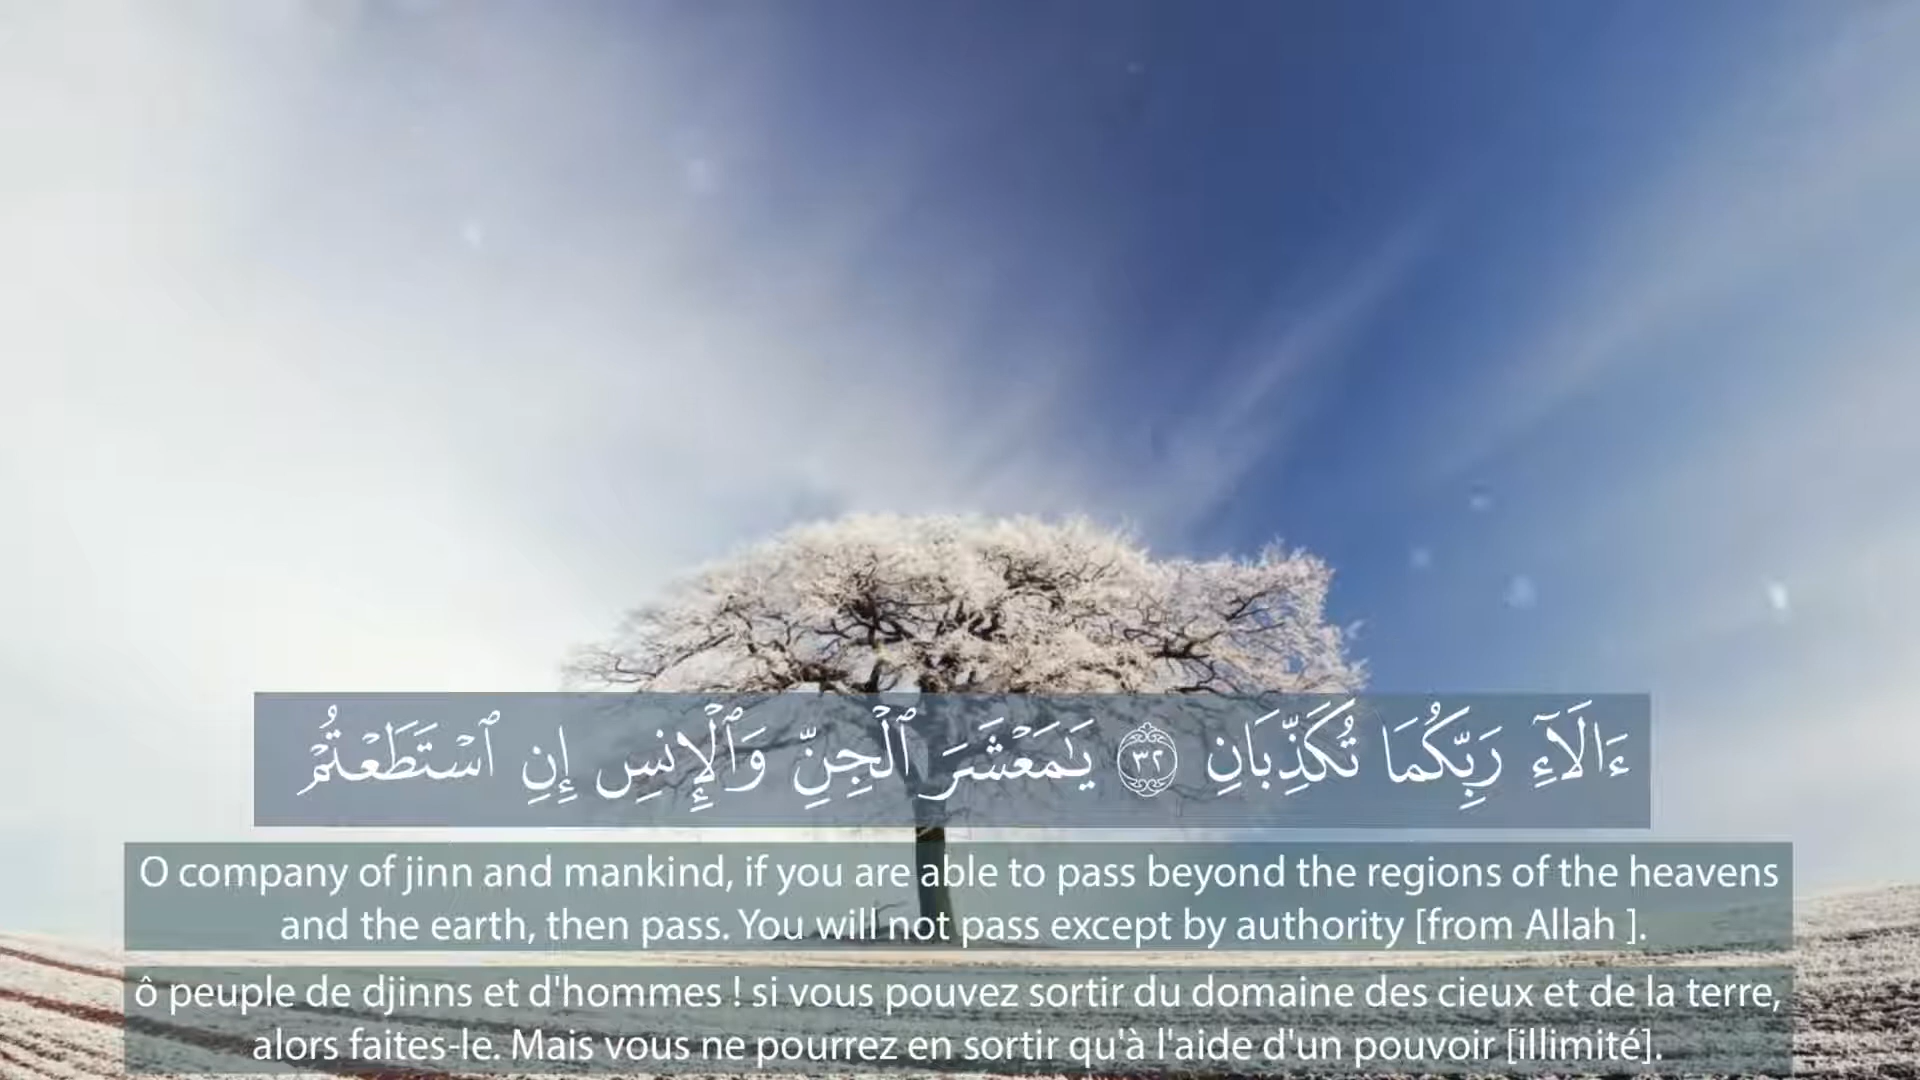 ءَالَآءِ رَبِّكُمَا تُكَذِّبَانِ ٣٢ يَـٰمَعْشَرَ ٱلْجِنِّ وَٱلْإِنسِ إِنِ ٱسْتَطَعْتُمْ
O company of jinn and mankind, if you are able to pass beyond the regions of the heavens
and the earth, then pass. You will not pass except by authority [from Allah ].
ô peuple de djinns et d'hommes ! si vous pouvez sortir du domaine des cieux et de la terre,
alors faites-le. Mais vous ne pourrez en sortir qu'à l'aide d'un pouvoir [illimité].